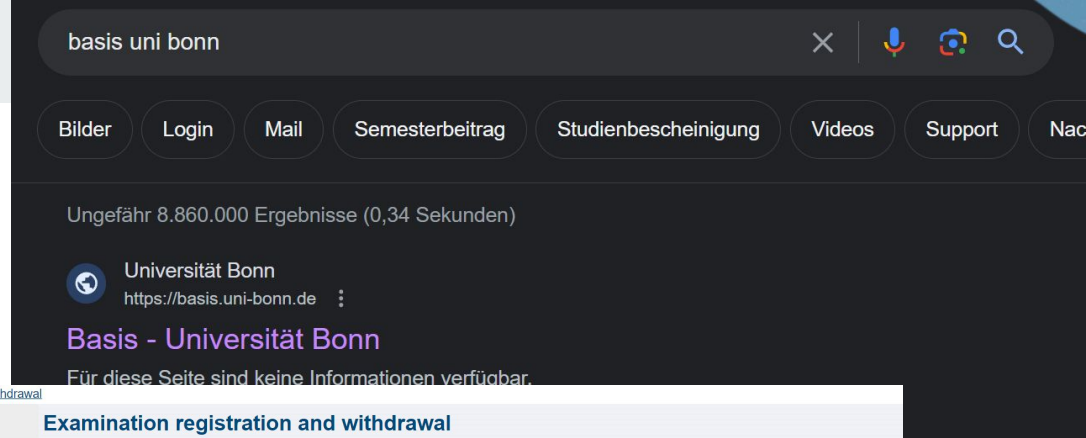 basis uni bonn
Bilder Login Mail Semesterbeitrag Studienbescheinigung Videos Support Nac
Ungefähr 8.860.000 Ergebnisse (0,34 Sekunden)
Universität Bonn
https://basis.uni-bonn.de
Basis - Universität Bonn
Für diese Seite sind keine Informationen verfügbar.
hdrawal
Examination registration and withdrawal